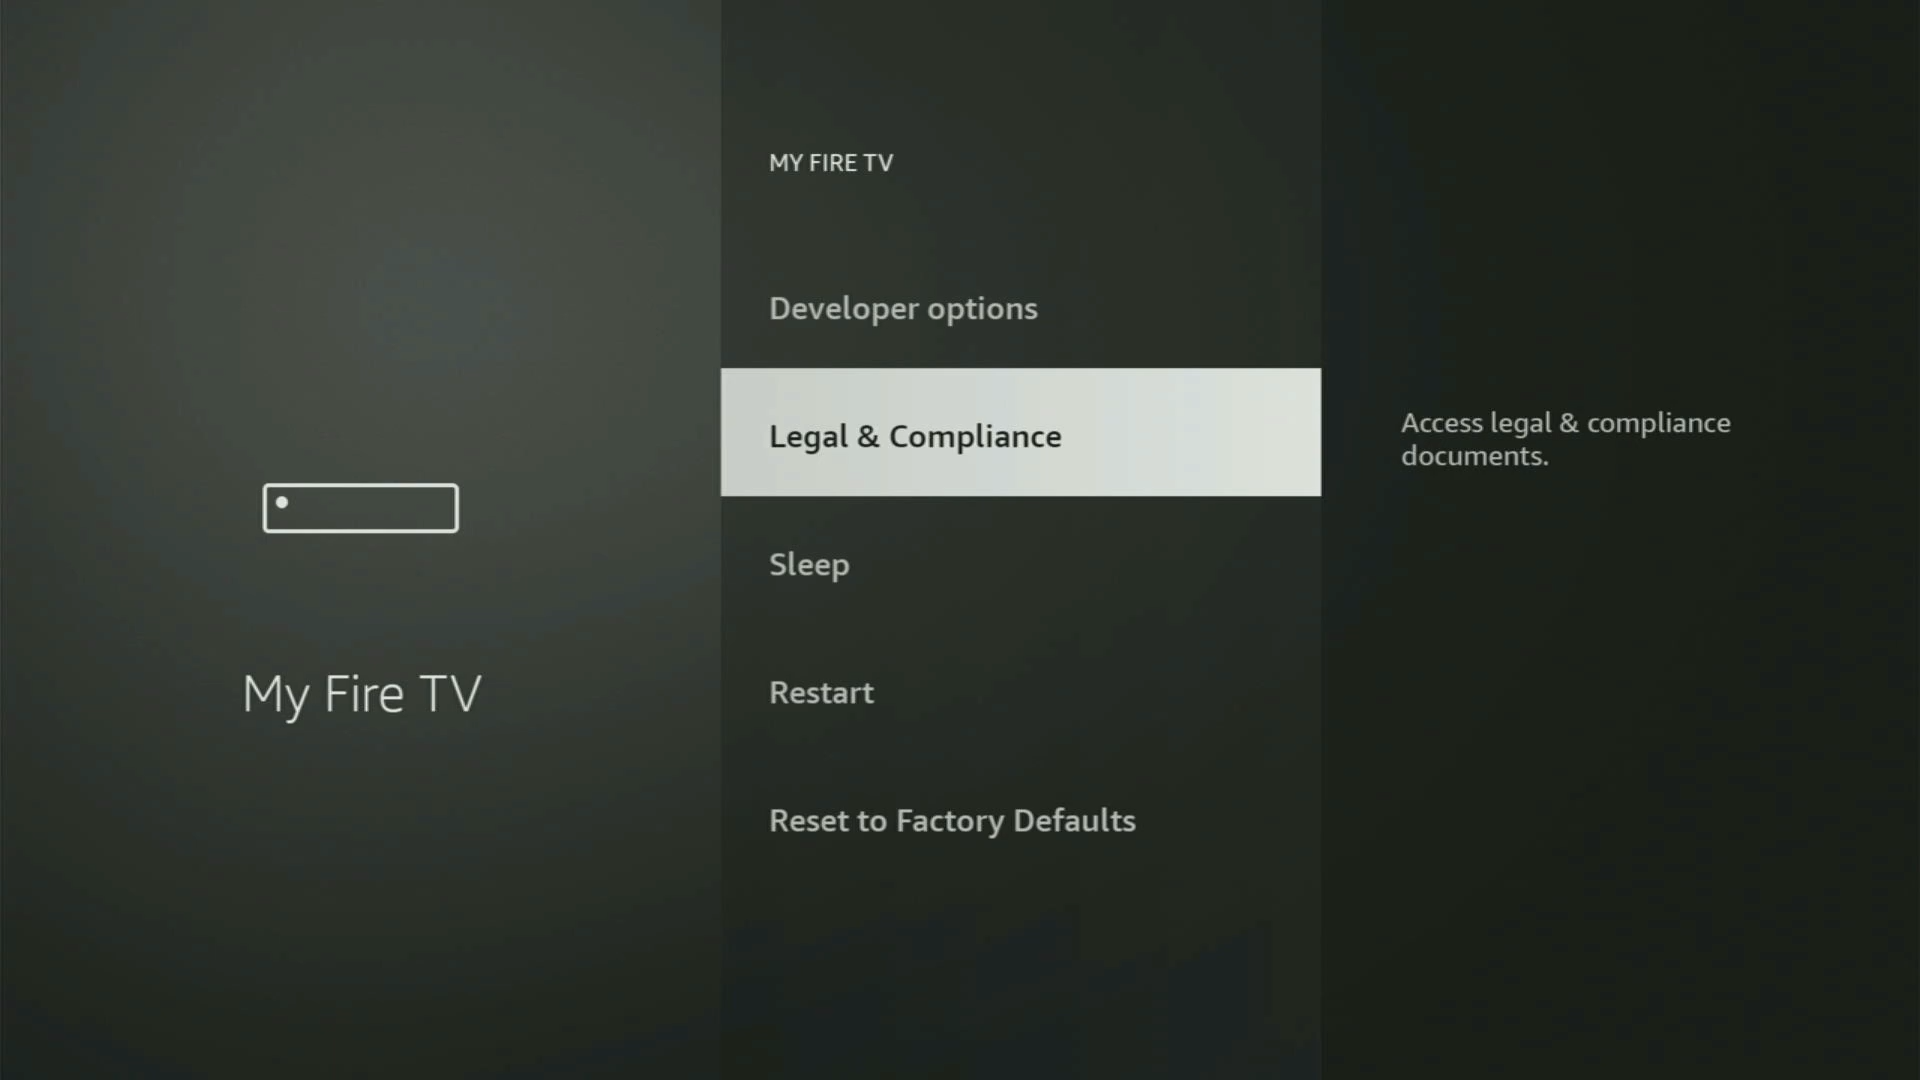 My Fire TV
MY FIRE TV
Developer options
Legal & Compliance
Sleep
Restart
Reset to Factory Defaults
Access legal & compliance
documents.